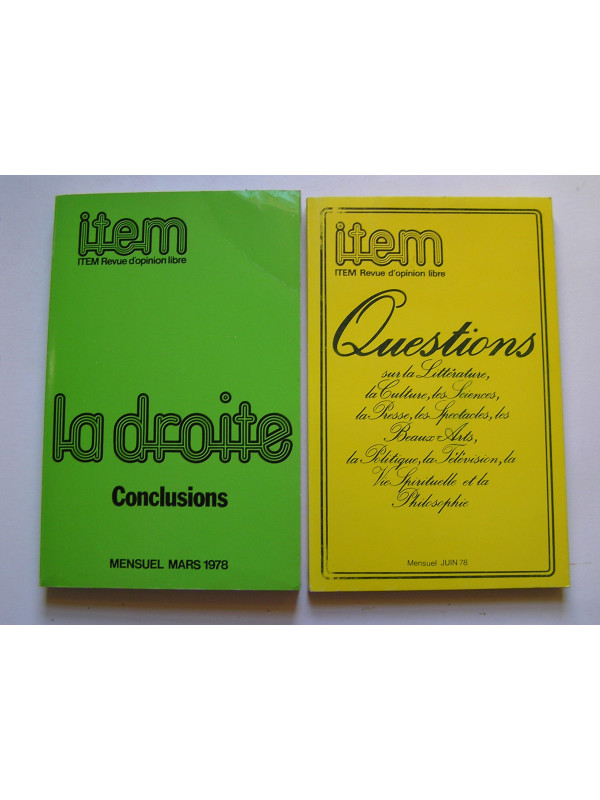 item
ITEM Revue d'opinion libre
la droite
Conclusions
MENSUEL MARS 1978
item
ITEM Revue d'opinion libre
Questions
sur la Littérature,
la Culture, les Sciences,
la Presse, les Spectacles, les
Beaux Arts,
la Politique, la Télévision, la
Vie Spirituelle et la
Philosophie
Mensuel JUIN 78